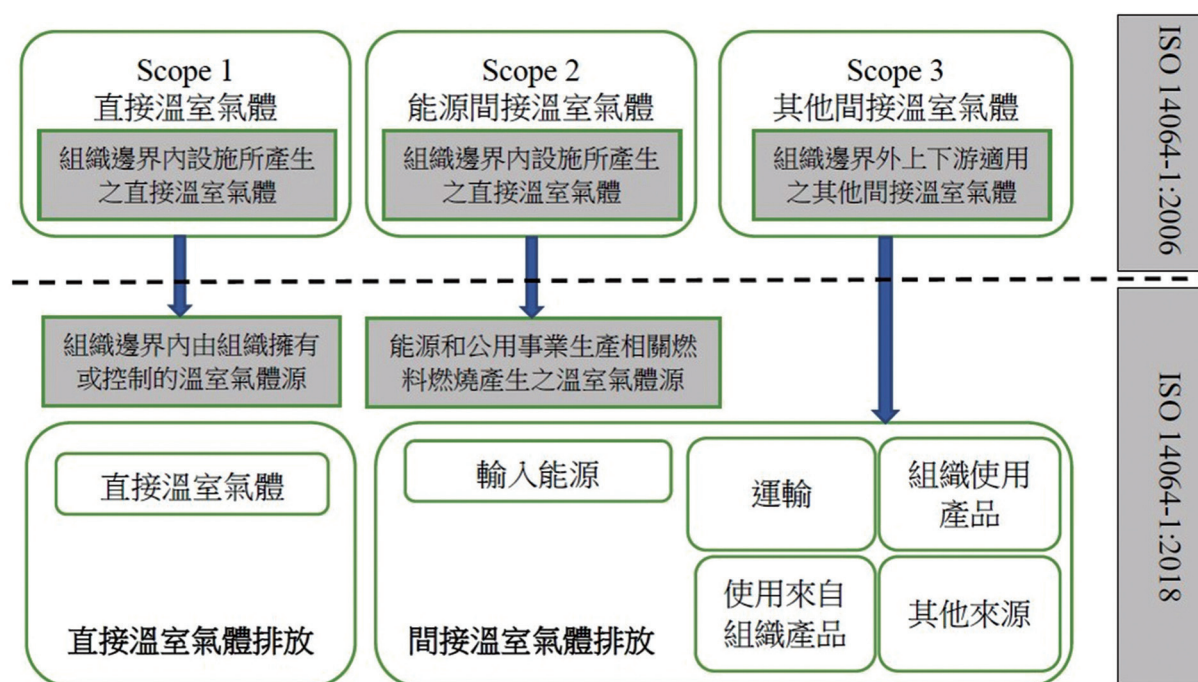 Scope 1
直接溫室氣體
組織邊界內設施所產生
之直接溫室氣體
Scope 2
能源間接溫室氣體
組織邊界內設施所產生
之直接溫室氣體
Scope 3
其他間接溫室氣體
組織邊界外上下游適用
之其他間接溫室氣體
ISO 14064-1:2006
組織邊界內由組織擁有
或控制的溫室氣體源
能源和公用事業生產相關燃
料燃燒產生之溫室氣體源
直接溫室氣體
直接溫室氣體排放
輸入能源
間接溫室氣體排放
運輸
組織使用
產品
使用來自
組織產品
其他來源
ISO 14064-1:2018